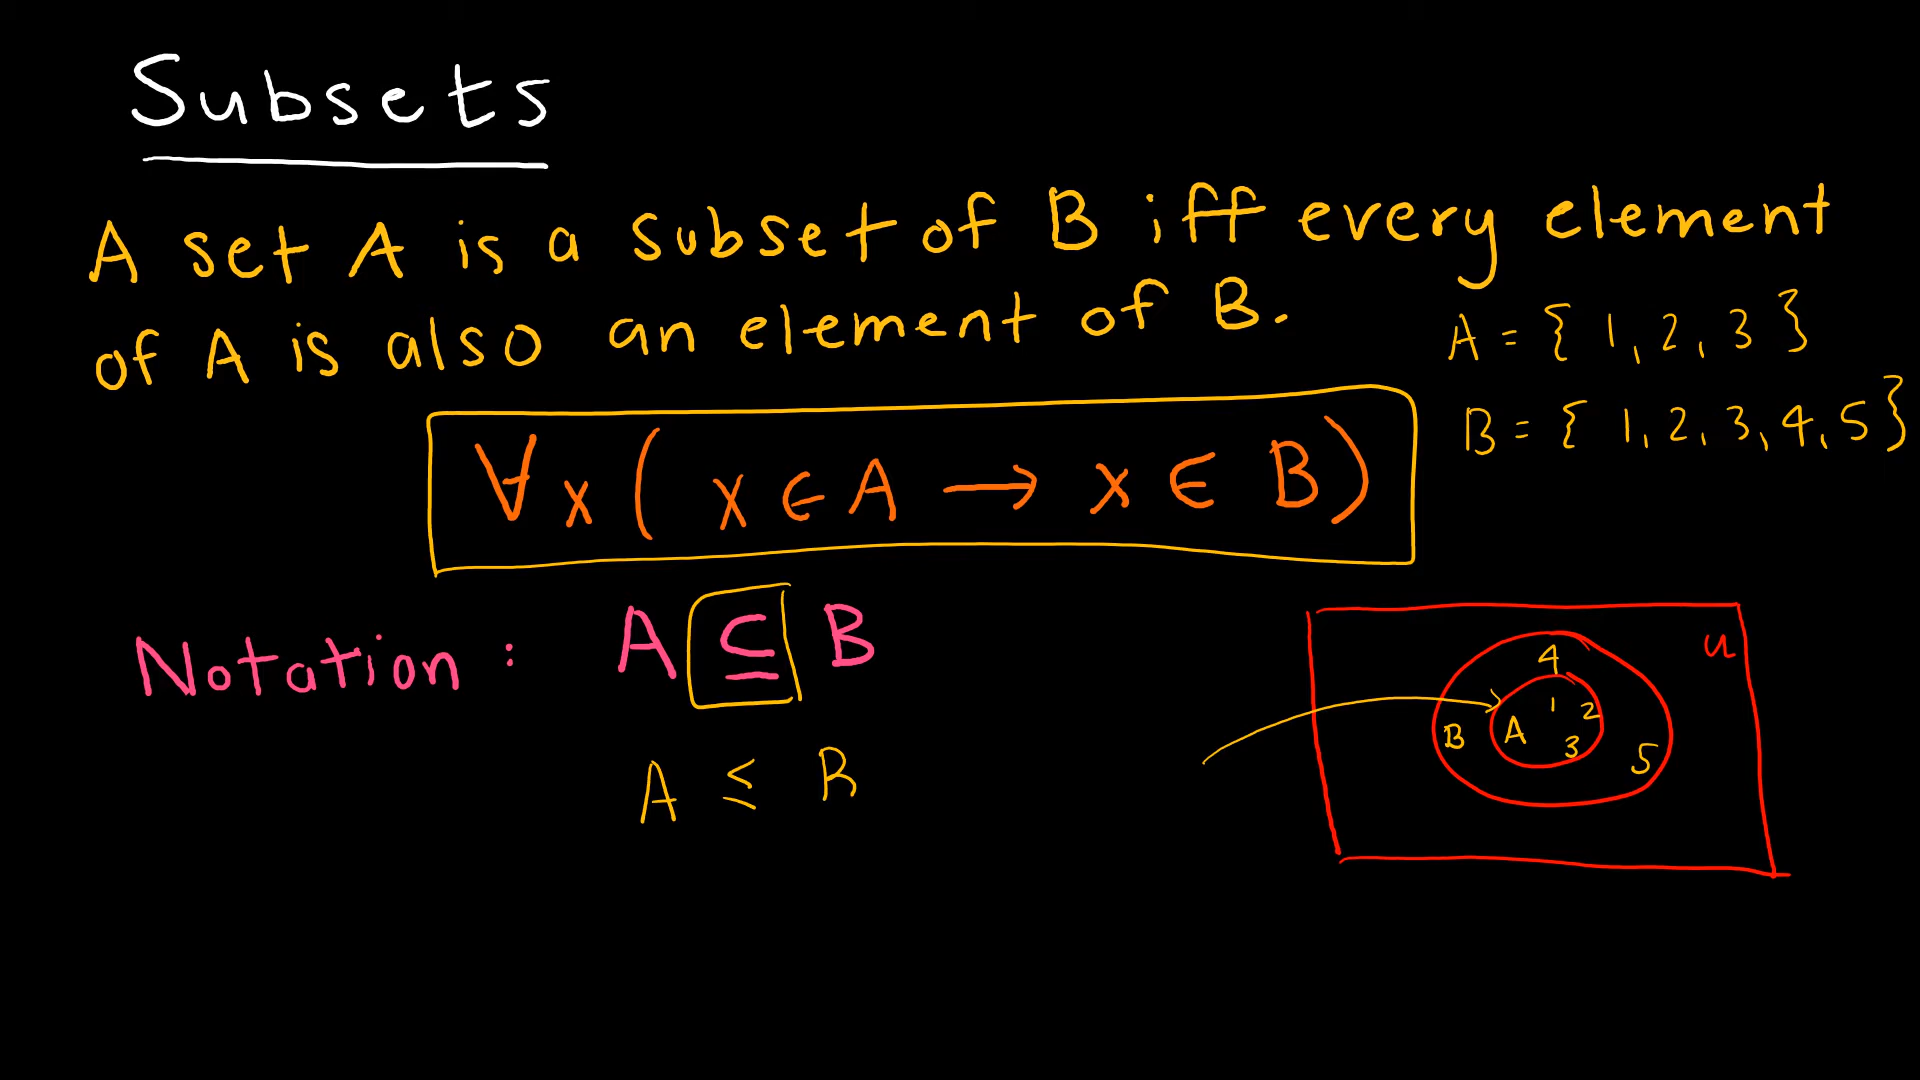 Subsets
A set A is a subset of B iff every element
of A is also an element of B.
A = { 1, 2, 3 }
B = { 1, 2, 3, 4, 5 }
∀x ( x ∈ A → x ∈ B )
Notation : A ⊆ B
A ≤ B
U
4
B A 1 2
3 5